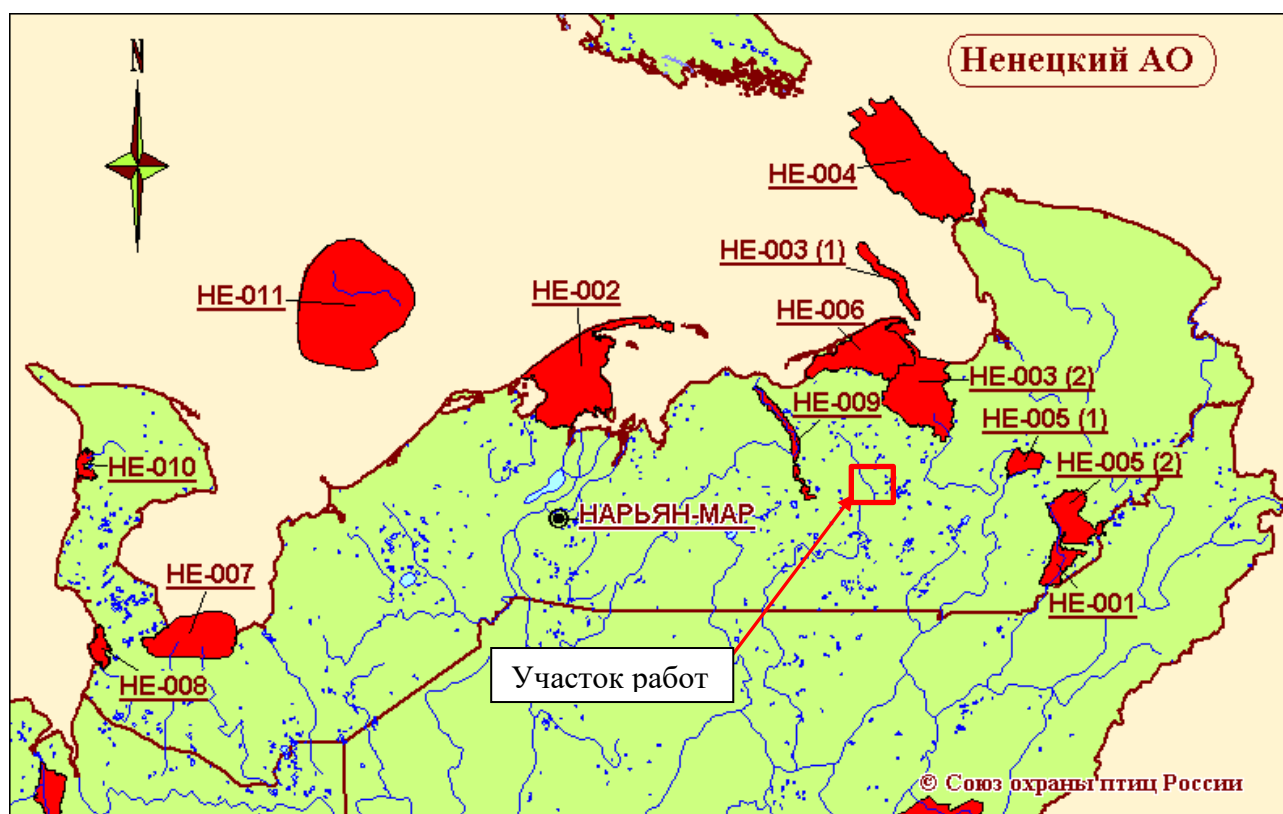 N
Ненецкий АО
НЕ-004
НЕ-003 (1)
НЕ-011
НЕ-002
НЕ-006
НЕ-003 (2)
НЕ-009
НЕ-005 (1)
НЕ-010
НЕ-005 (2)
НАРЬЯН-МАР
НЕ-007
НЕ-001
Участок работ
НЕ-008
© Союз охраны птиц России